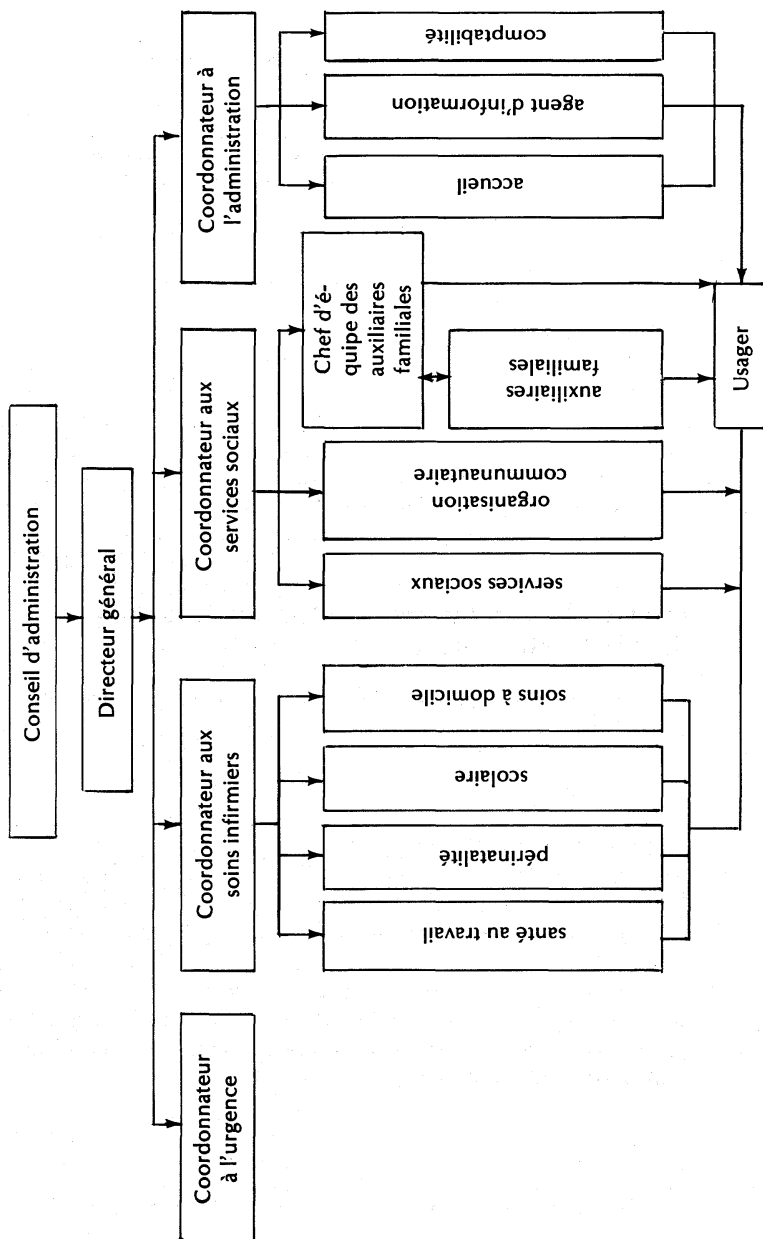 Conseil d'administration
Directeur général
Coordonnateur
à l'urgence
Coordonnateur aux
soins infirmiers
Coordonnateur aux
services sociaux
Coordonnateur à
l'administration
santé au travail
périnatalité
scolaire
soins à domicile
services sociaux
organisation
communautaire
Chef d'é-
quipe des
auxiliaires
familiales
auxiliaires
familiales
accueil
agent d'information
comptabilité
Usager